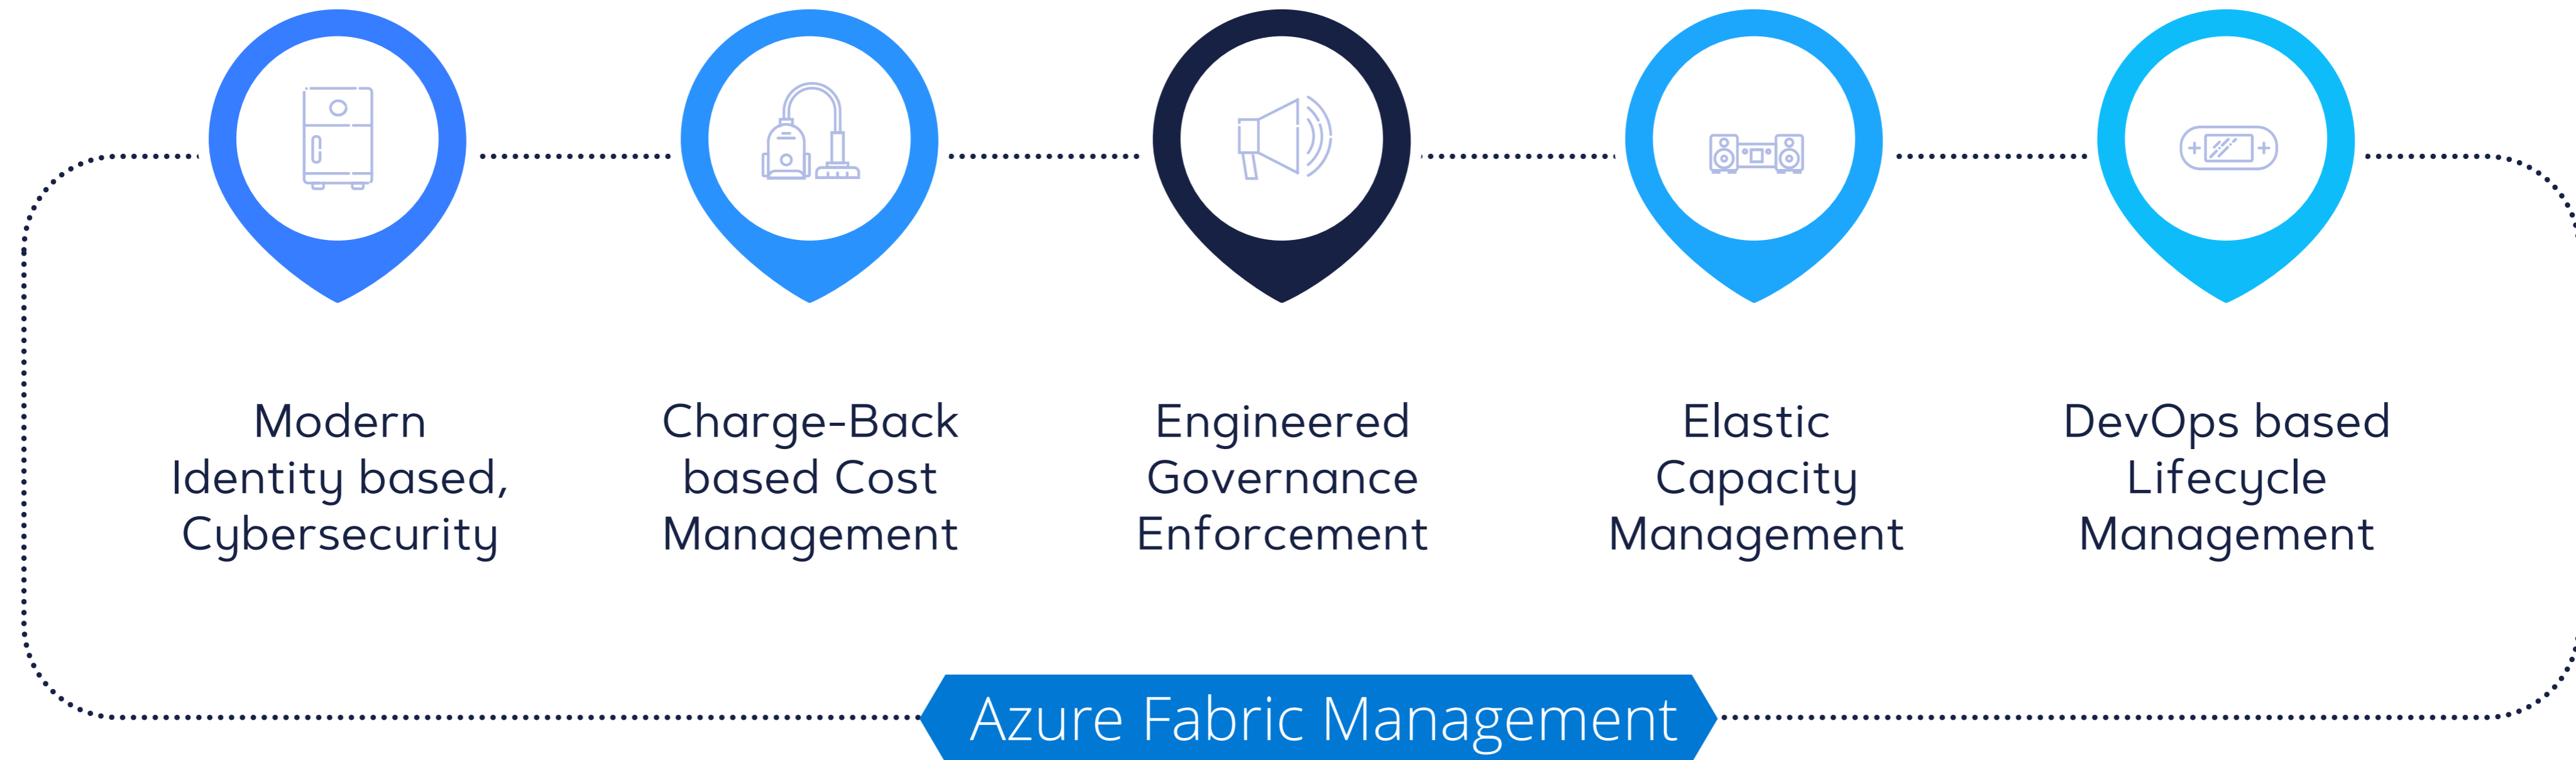 Modern
Identity based,
Cybersecurity
Charge-Back
based Cost
Management
Engineered
Governance
Enforcement
Elastic
Capacity
Management
DevOps based
Lifecycle
Management
Azure Fabric Management